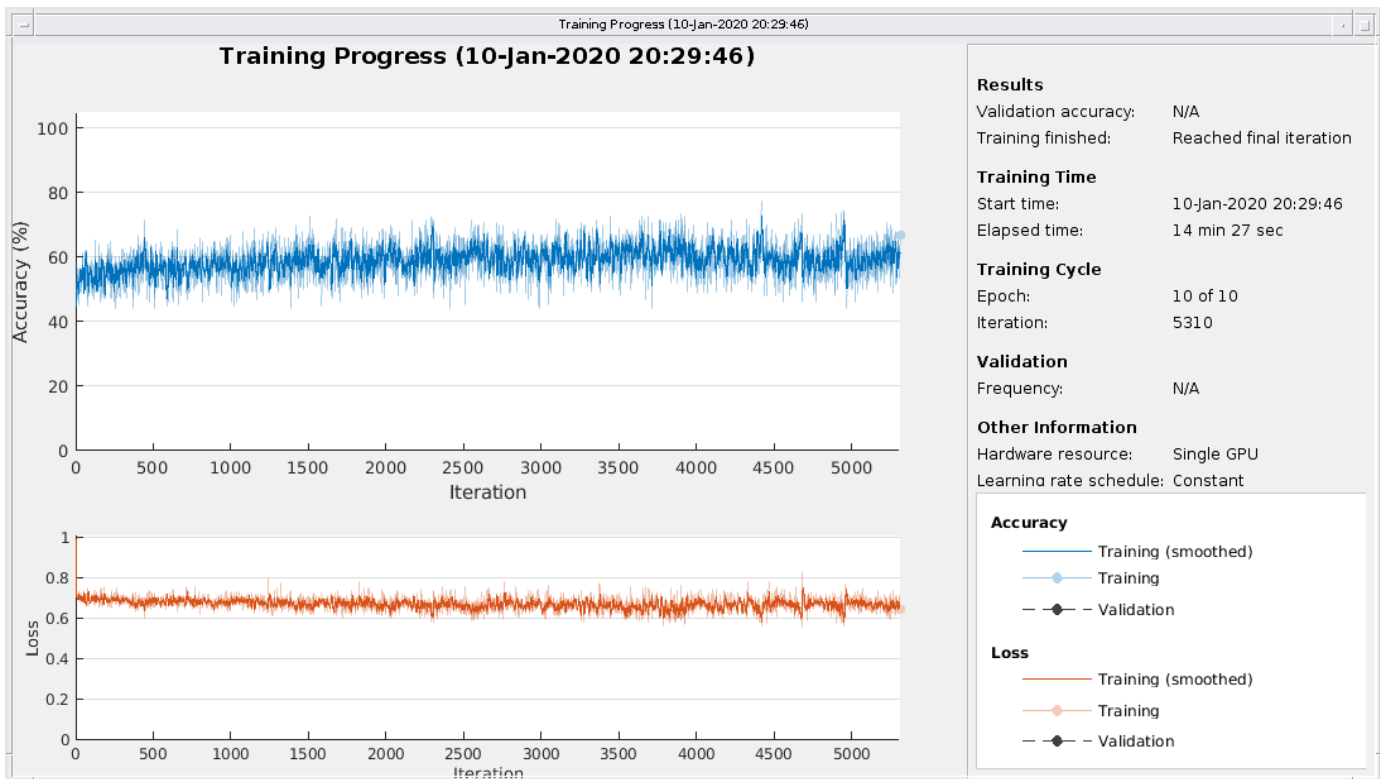 Training Progress (10-Jan-2020 20:29:46)
Training Progress (10-Jan-2020 20:29:46)
100
80
60
40
20
0
Accuracy (%)
0 500 1000 1500 2000 2500 3000 3500 4000 4500 5000
Iteration
1
0.8
0.6
0.4
0.2
0
Loss
0 500 1000 1500 2000 2500 3000 3500 4000 4500 5000
Iteration
Results
Validation accuracy: N/A
Training finished: Reached final iteration
Training Time
Start time: 10-Jan-2020 20:29:46
Elapsed time: 14 min 27 sec
Training Cycle
Epoch: 10 of 10
Iteration: 5310
Validation
Frequency: N/A
Other Information
Hardware resource: Single GPU
Learning rate schedule: Constant
Accuracy
Training (smoothed)
Training
Validation
Loss
Training (smoothed)
Training
Validation